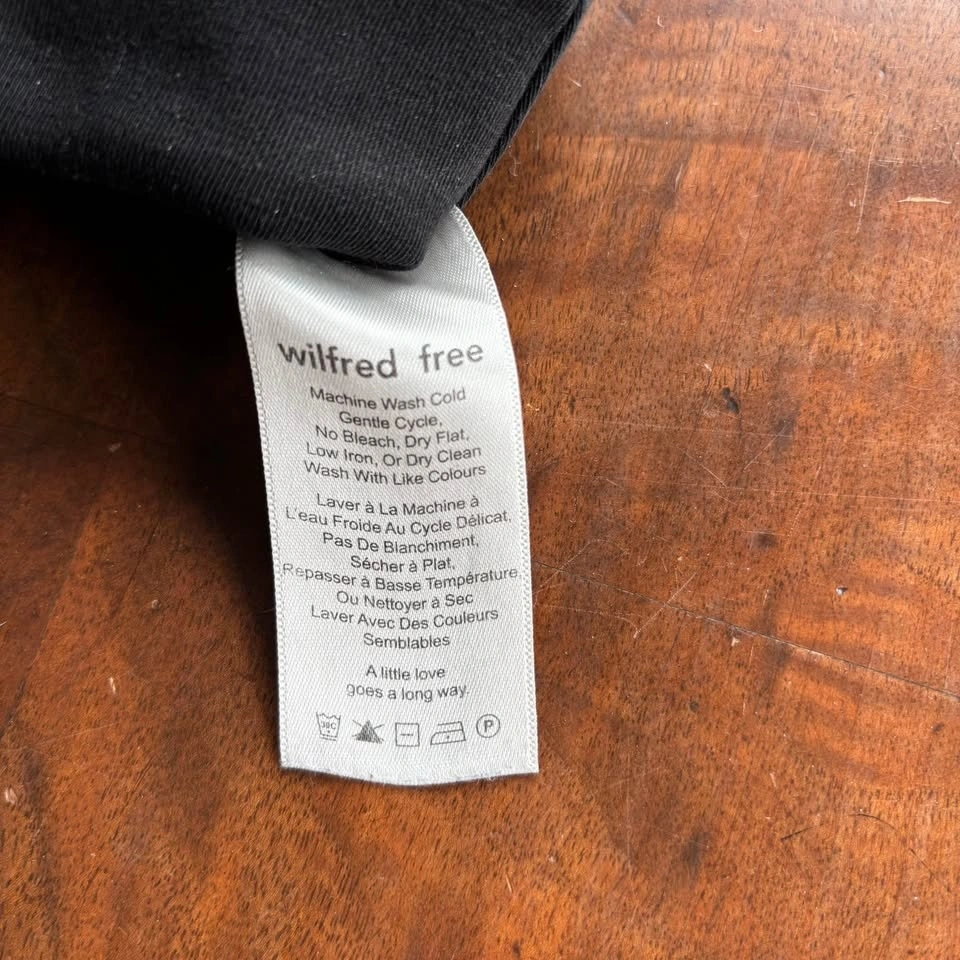 wilfred free
Machine Wash Cold
Gentle Cycle,
No Bleach, Dry Flat,
Low Iron, Or Dry Clean
Wash With Like Colours
Laver à La Machine à
L'eau Froide Au Cycle Délicat,
Pas De Blanchiment,
Sécher à Plat,
Repasser à Basse Température,
Ou Nettoyer à Sec
Laver Avec Des Couleurs
Semblables
A little love
goes a long way.
30C P